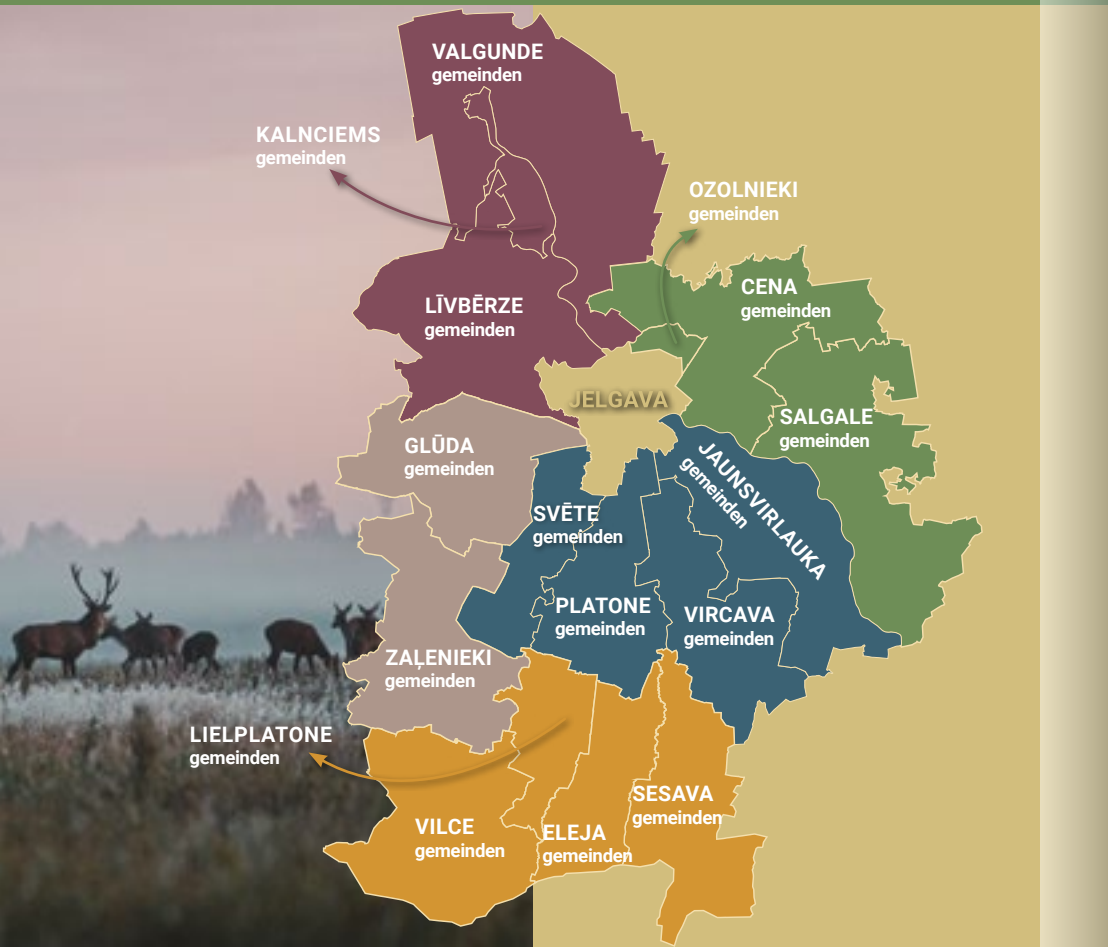 VALGUNDE
gemeinden
KALNCIEMS
gemeinden
OZOLNIEKI
gemeinden
CENA
gemeinden
LĪVBĒRZE
gemeinden
JELGAVA
SALGALE
gemeinden
GLŪDA
gemeinden
JAUNSVIRLAUKA
gemeinden
SVĒTE
gemeinden
PLATONE
gemeinden
VIRCAVA
gemeinden
ZAĻENIEKI
gemeinden
LIELPLATONE
gemeinden
SESAVA
gemeinden
VILCE
gemeinden
ELEJA
gemeinden